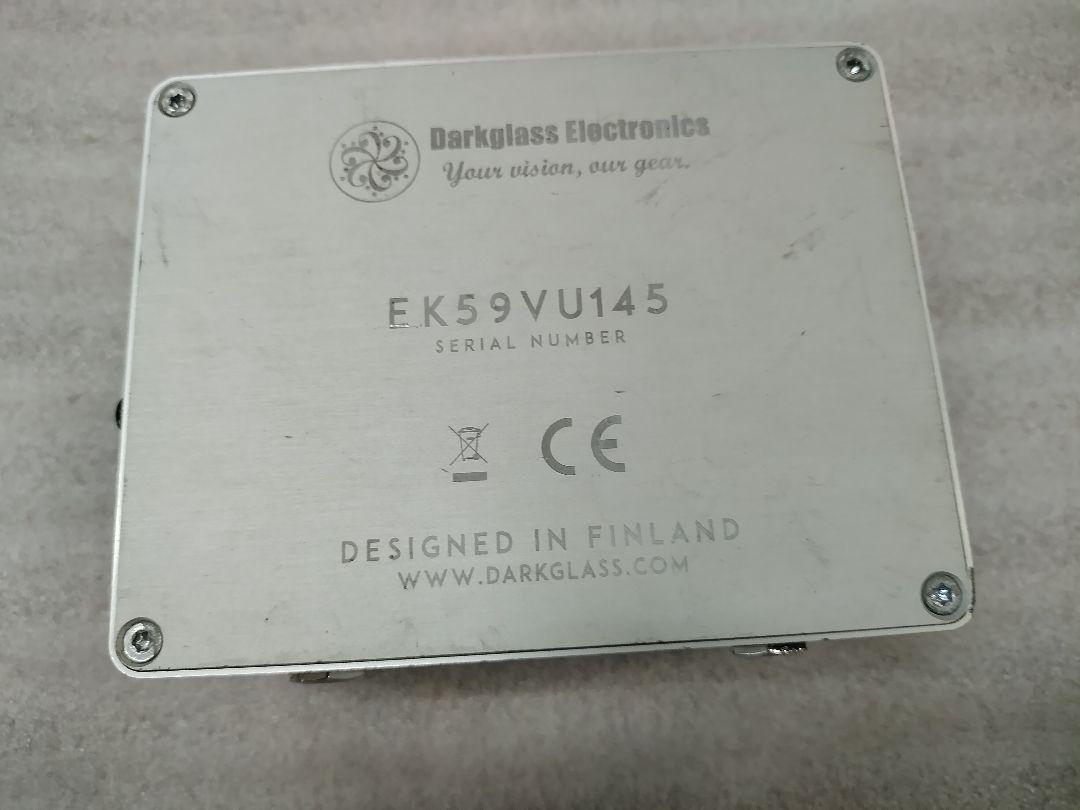 Darkglass Electronics
Your vision, our gear.
EK59VU145
SERIAL NUMBER
CE
DESIGNED IN FINLAND
WWW.DARKGLASS.COM